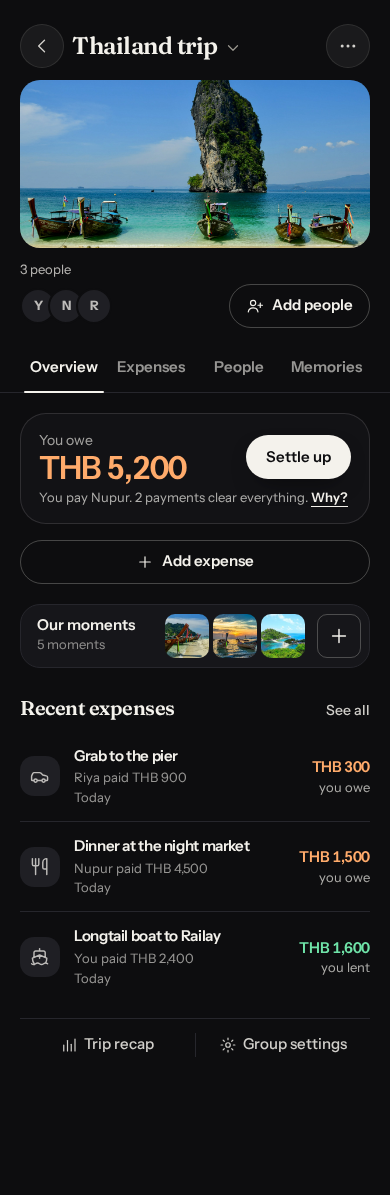 Thailand trip
3 people
Y N R
Add people
Overview Expenses People Memories
You owe
THB 5,200
Settle up
You pay Nupur. 2 payments clear everything. Why?
Add expense
Our moments
5 moments
Recent expenses
See all
Grab to the pier
Riya paid THB 900
Today
THB 300
you owe
Dinner at the night market
Nupur paid THB 4,500
Today
THB 1,500
you owe
Longtail boat to Railay
You paid THB 2,400
Today
THB 1,600
you lent
Trip recap
Group settings